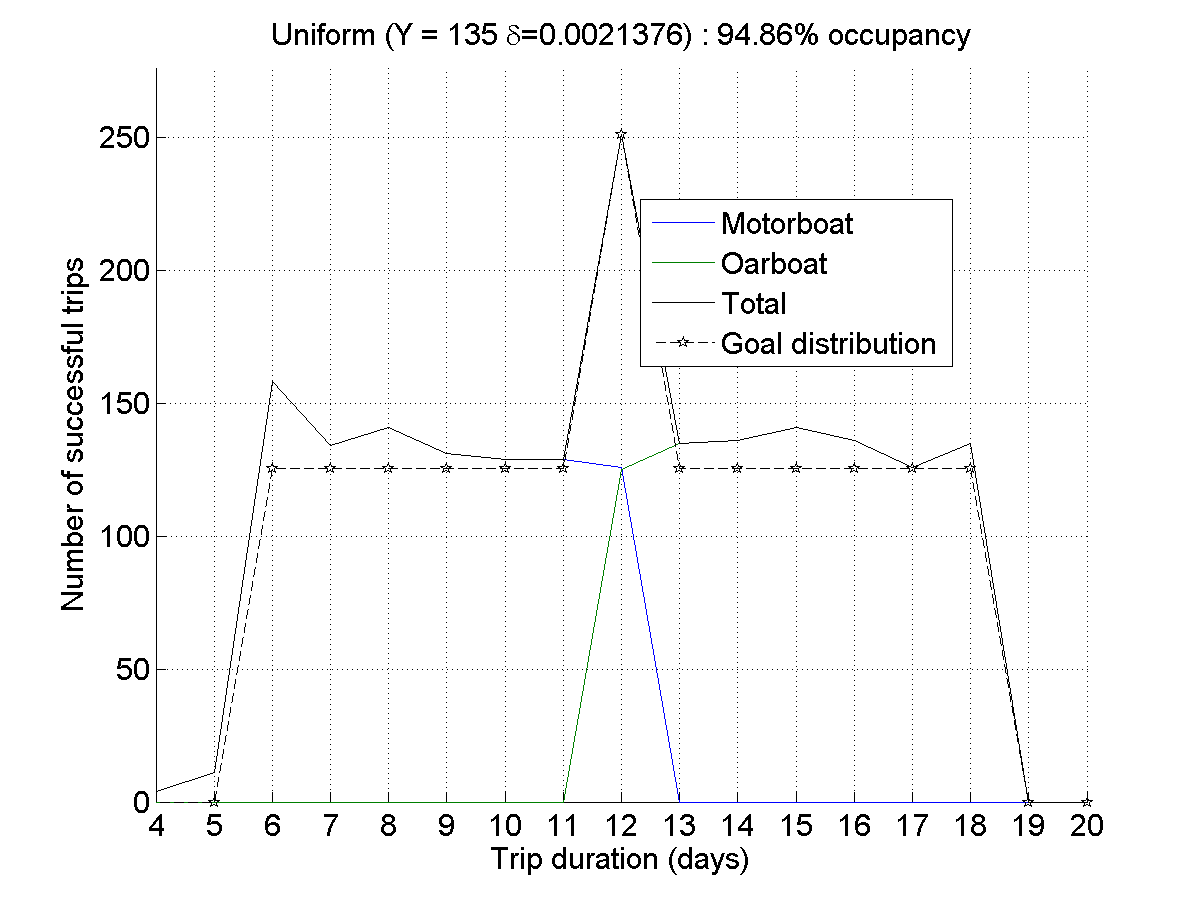 Uniform (Y = 135 δ=0.0021376) : 94.86% occupancy
Number of successful trips
250
200
150
100
50
0
Motorboat
Oarboat
Total
Goal distribution
4 5 6 7 8 9 10 11 12 13 14 15 16 17 18 19 20
Trip duration (days)